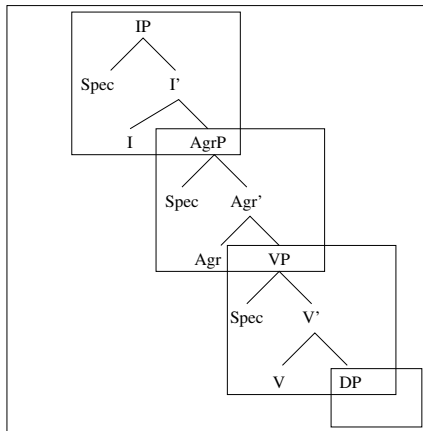 IP
Spec I'
I AgrP
Spec Agr'
Agr VP
Spec V'
V DP